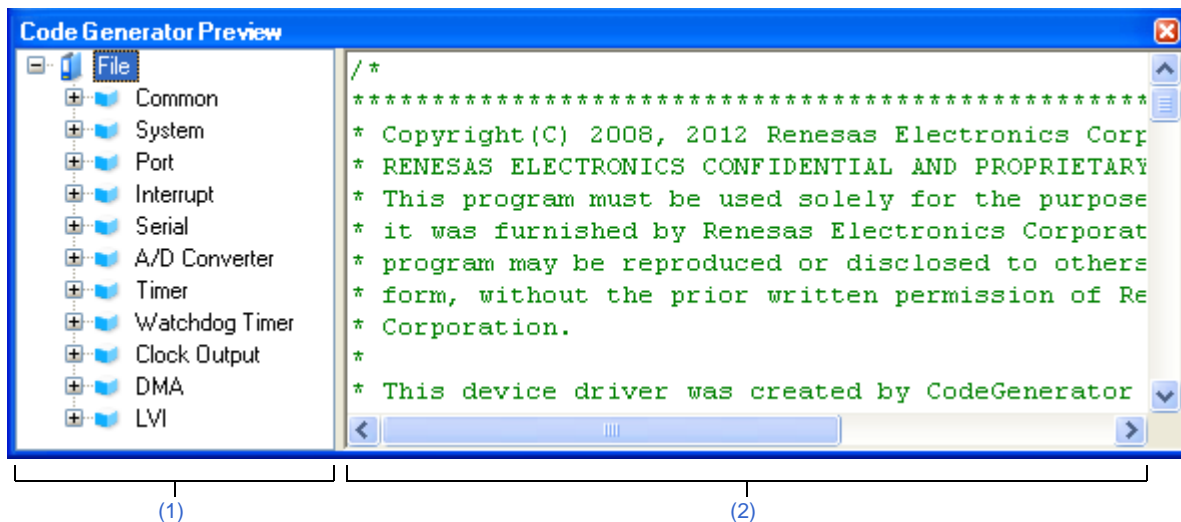 Code Generator Preview
File
Common
System
Port
Interrupt
Serial
A/D Converter
Timer
Watchdog Timer
Clock Output
DMA
LVI
/*
**************************************************
* Copyright(C) 2008, 2012 Renesas Electronics Corp
* RENESAS ELECTRONICS CONFIDENTIAL AND PROPRIETARY
* This program must be used solely for the purpose
* it was furnished by Renesas Electronics Corporat
* program may be reproduced or disclosed to others
* form, without the prior written permission of Re
* Corporation.
*
* This device driver was created by CodeGenerator
(1)
(2)